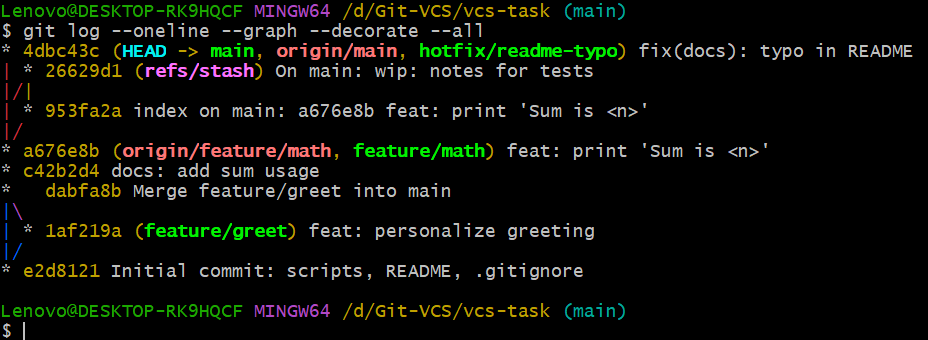 Lenovo@DESKTOP-RK9HQCF MINGW64 /d/Git-VCS/vcs-task (main)
$ git log --oneline --graph --decorate --all
* 4dbc43c (HEAD -> main, origin/main, hotfix/readme-typo) fix(docs): typo in README
| * 26629d1 (refs/stash) On main: wip: notes for tests
|/|
| * 953fa2a index on main: a676e8b feat: print 'Sum is <n>'
|/
* a676e8b (origin/feature/math, feature/math) feat: print 'Sum is <n>'
* c42b2d4 docs: add sum usage
*   dabfa8b Merge feature/greet into main
|\
| * 1af219a (feature/greet) feat: personalize greeting
|/
* e2d8121 Initial commit: scripts, README, .gitignore
Lenovo@DESKTOP-RK9HQCF MINGW64 /d/Git-VCS/vcs-task (main)
$